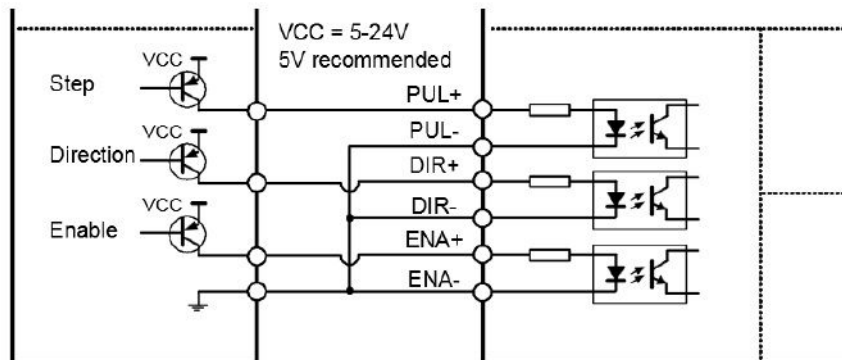 VCC = 5-24V
5V recommended
VCC
Step
PUL+
PUL-
VCC
Direction
DIR+
DIR-
VCC
Enable
ENA+
ENA-